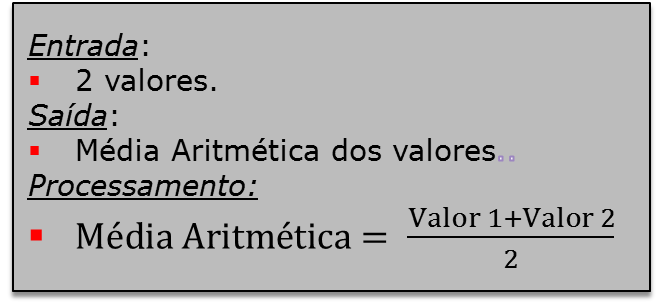 Entrada:
▪ 2 valores.
Saída:
▪ Média Aritmética dos valores..
Processamento:
▪ Média Aritmética = Valor 1+Valor 2
2